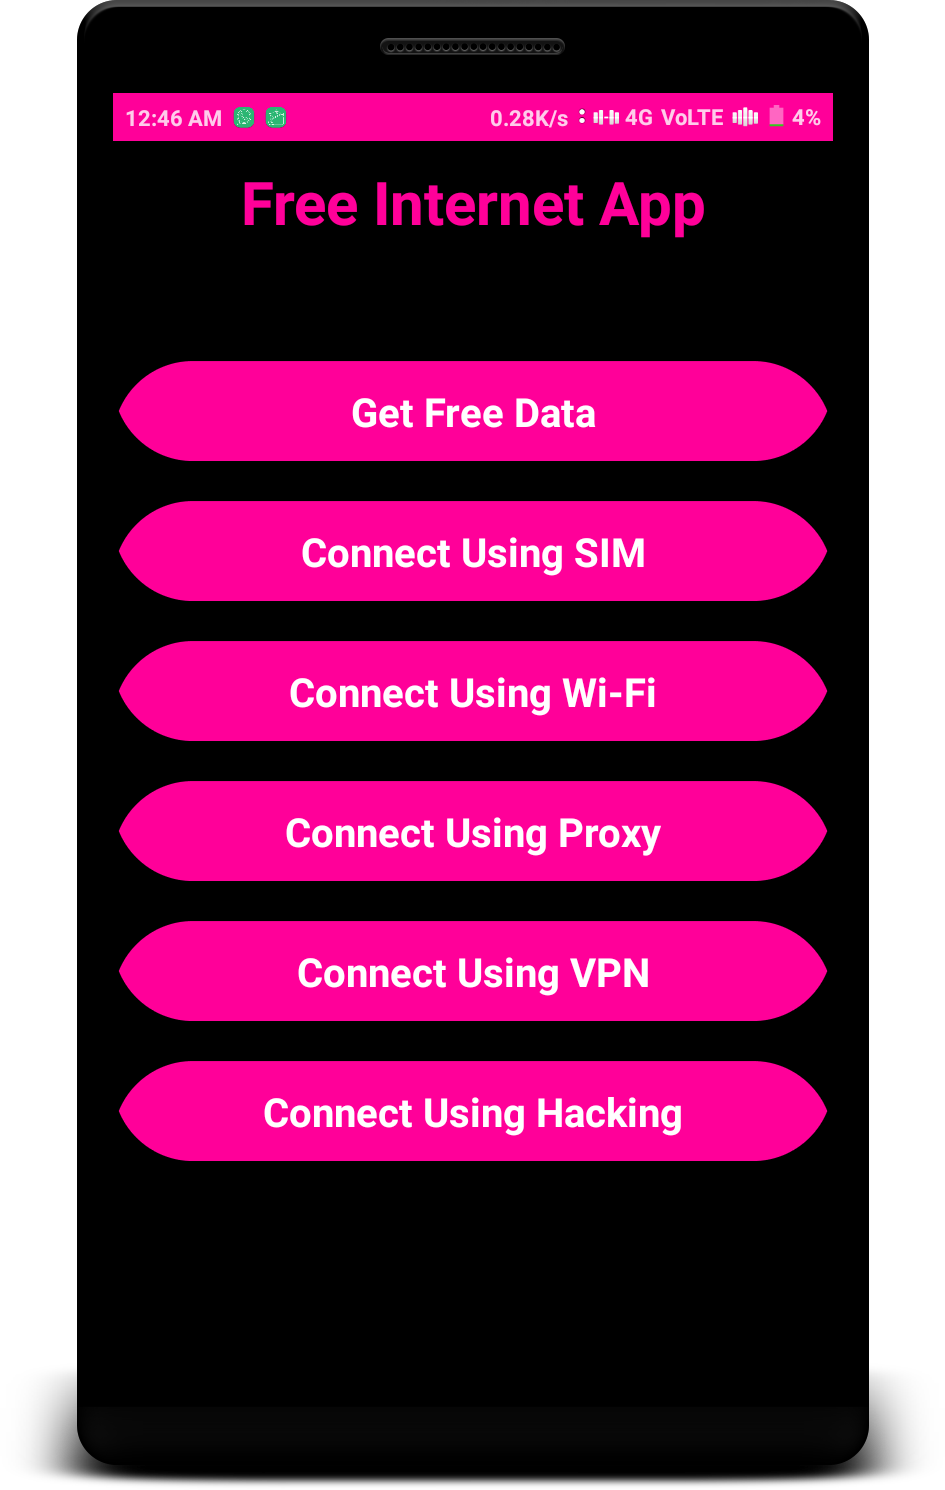 12:46 AM 0.28K/s 4G VoLTE 4%
Free Internet App
Get Free Data
Connect Using SIM
Connect Using Wi-Fi
Connect Using Proxy
Connect Using VPN
Connect Using Hacking